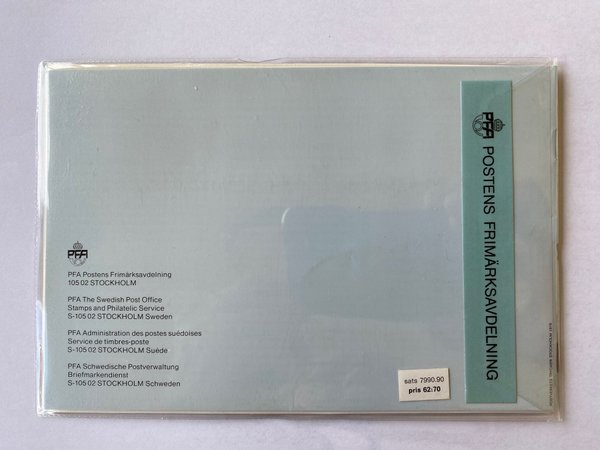 PFA
PFA Postens Frimärksavdelning
105 02 STOCKHOLM
PFA The Swedish Post Office
Stamps and Philatelic Service
S-105 02 STOCKHOLM Sweden
PFA Administration des postes suédoises
Service de timbres-poste
S-105 02 STOCKHOLM Suède
PFA Schwedische Postverwaltung
Briefmarkendienst
S-105 02 STOCKHOLM Schweden
sats 7990.90
pris 62:70
PFA POSTENS FRIMÄRKSAVDELNING